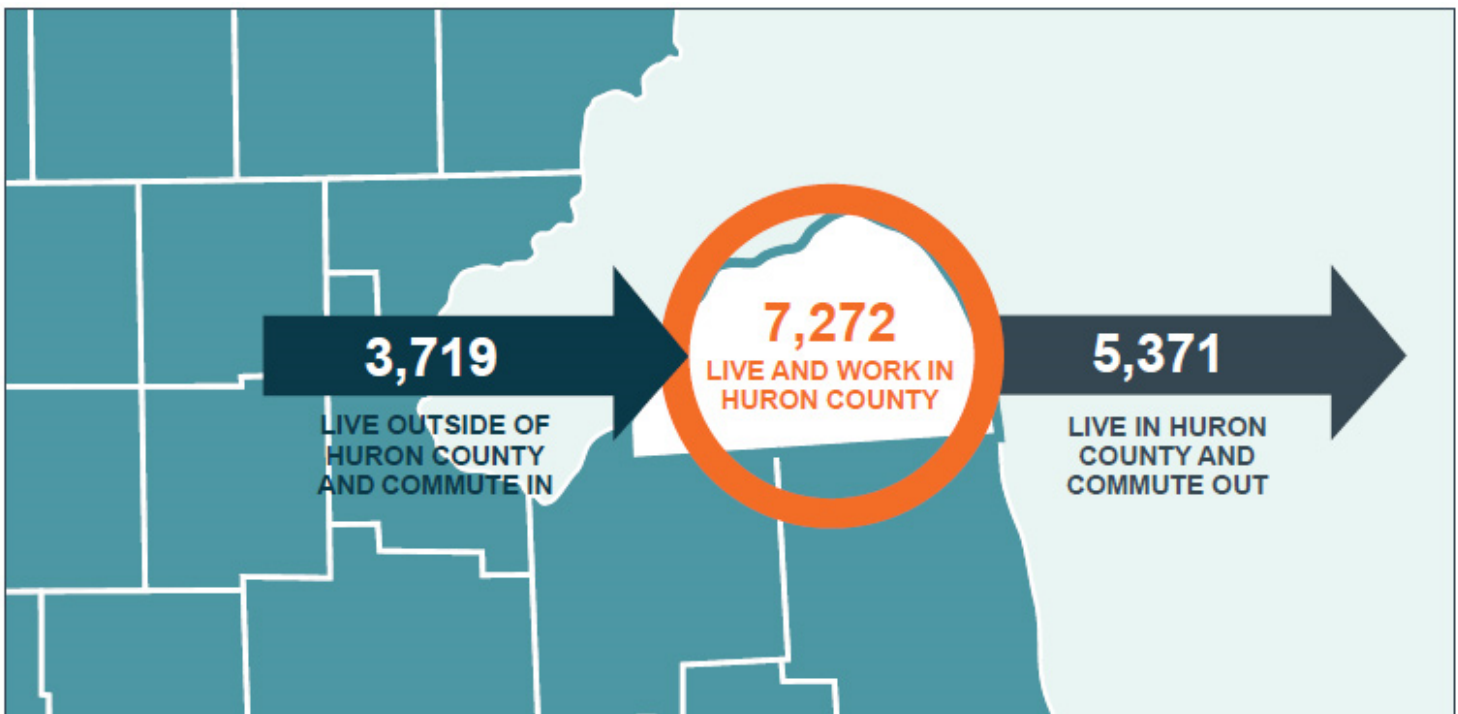 3,719
LIVE OUTSIDE OF
HURON COUNTY
AND COMMUTE IN
7,272
LIVE AND WORK IN
HURON COUNTY
5,371
LIVE IN HURON
COUNTY AND
COMMUTE OUT